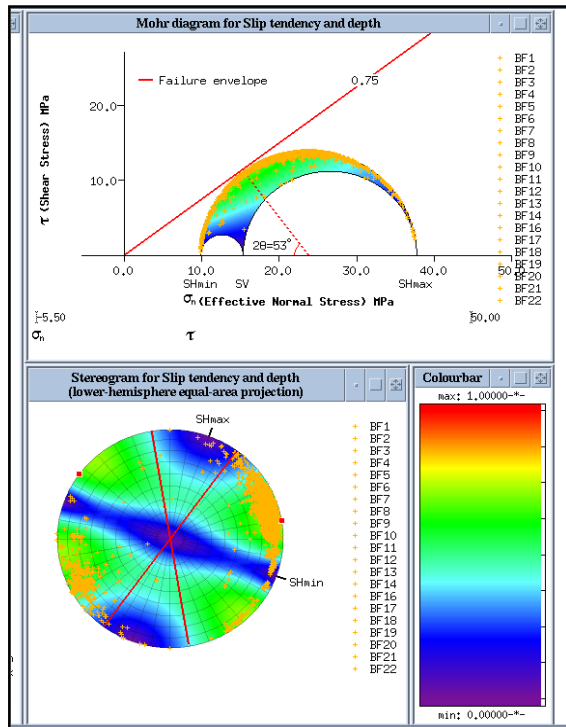 Mohr diagram for Slip tendency and depth
τ (Shear Stress) MPa
20.0
10.0
Failure envelope
0.75
2θ=53°
0.0 10.0 20.0 30.0 40.0 50.0
SHmin SV SHmax
σn (Effective Normal Stress) MPa
-5.50 50.00
σn τ
BF1
BF2
BF3
BF4
BF5
BF6
BF7
BF8
BF9
BF10
BF11
BF12
BF13
BF14
BF16
BF17
BF18
BF19
BF20
BF21
BF22
Stereogram for Slip tendency and depth
(lower-hemisphere equal-area projection)
SHmax
SHmin
BF1
BF2
BF3
BF4
BF5
BF6
BF7
BF8
BF9
BF10
BF11
BF12
BF13
BF14
BF16
BF17
BF18
BF19
BF20
BF21
BF22
Colourbar
max: 1.00000-*-
min: 0.00000-*-